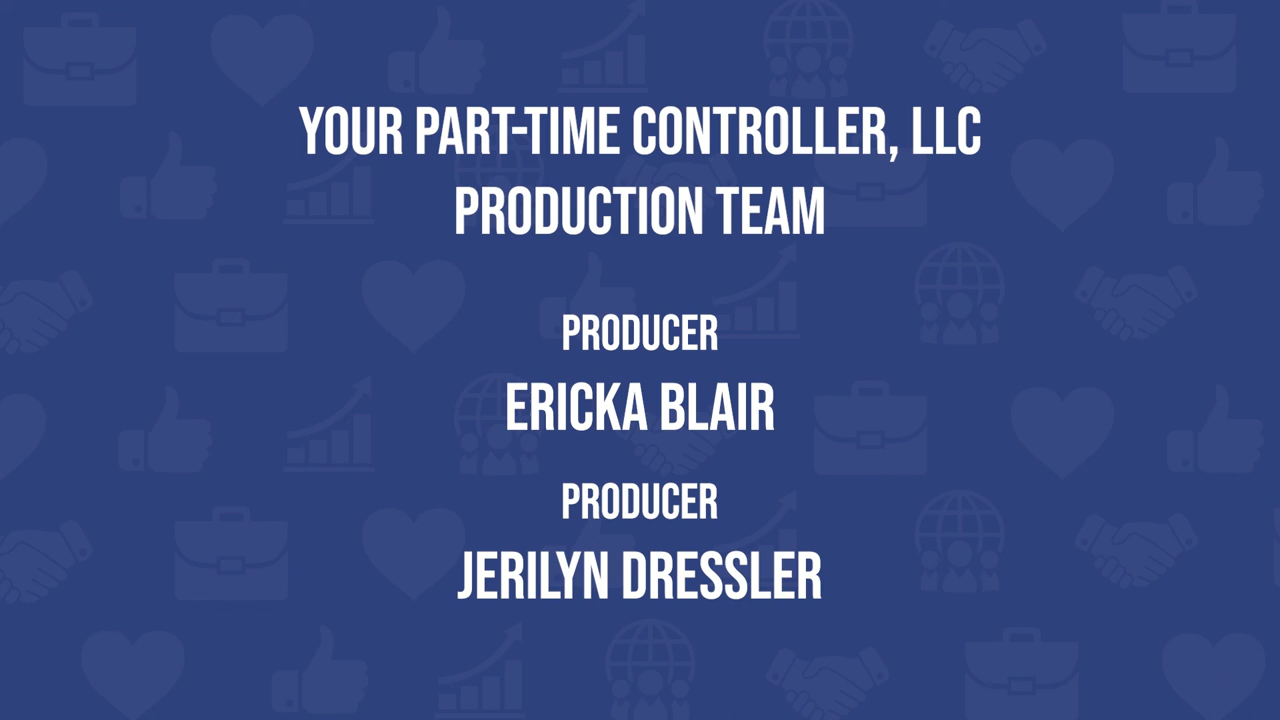 YOUR PART-TIME CONTROLLER, LLC
PRODUCTION TEAM
PRODUCER
ERICKA BLAIR
PRODUCER
JERILYN DRESSLER